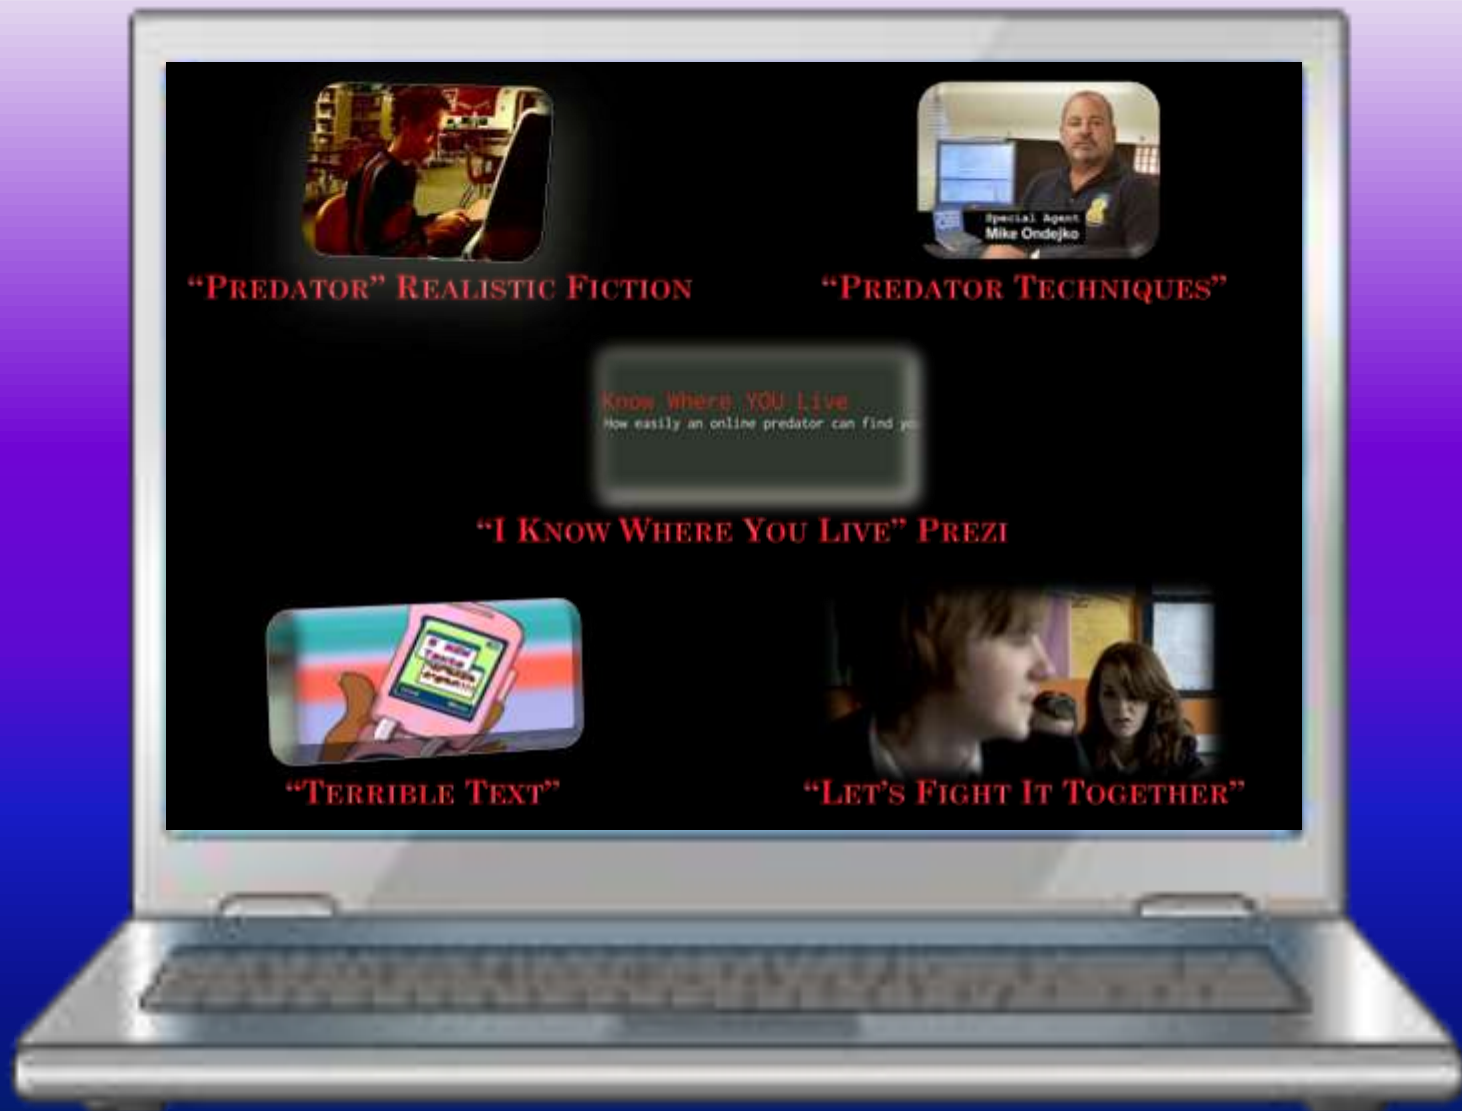 Special Agent
Mike Ondejko
“PREDATOR” REALISTIC FICTION
“PREDATOR TECHNIQUES”
Know Where YOU Live
How easily an online predator can find yo
“I KNOW WHERE YOU LIVE” PREZI
“TERRIBLE TEXT”
“LET’S FIGHT IT TOGETHER”